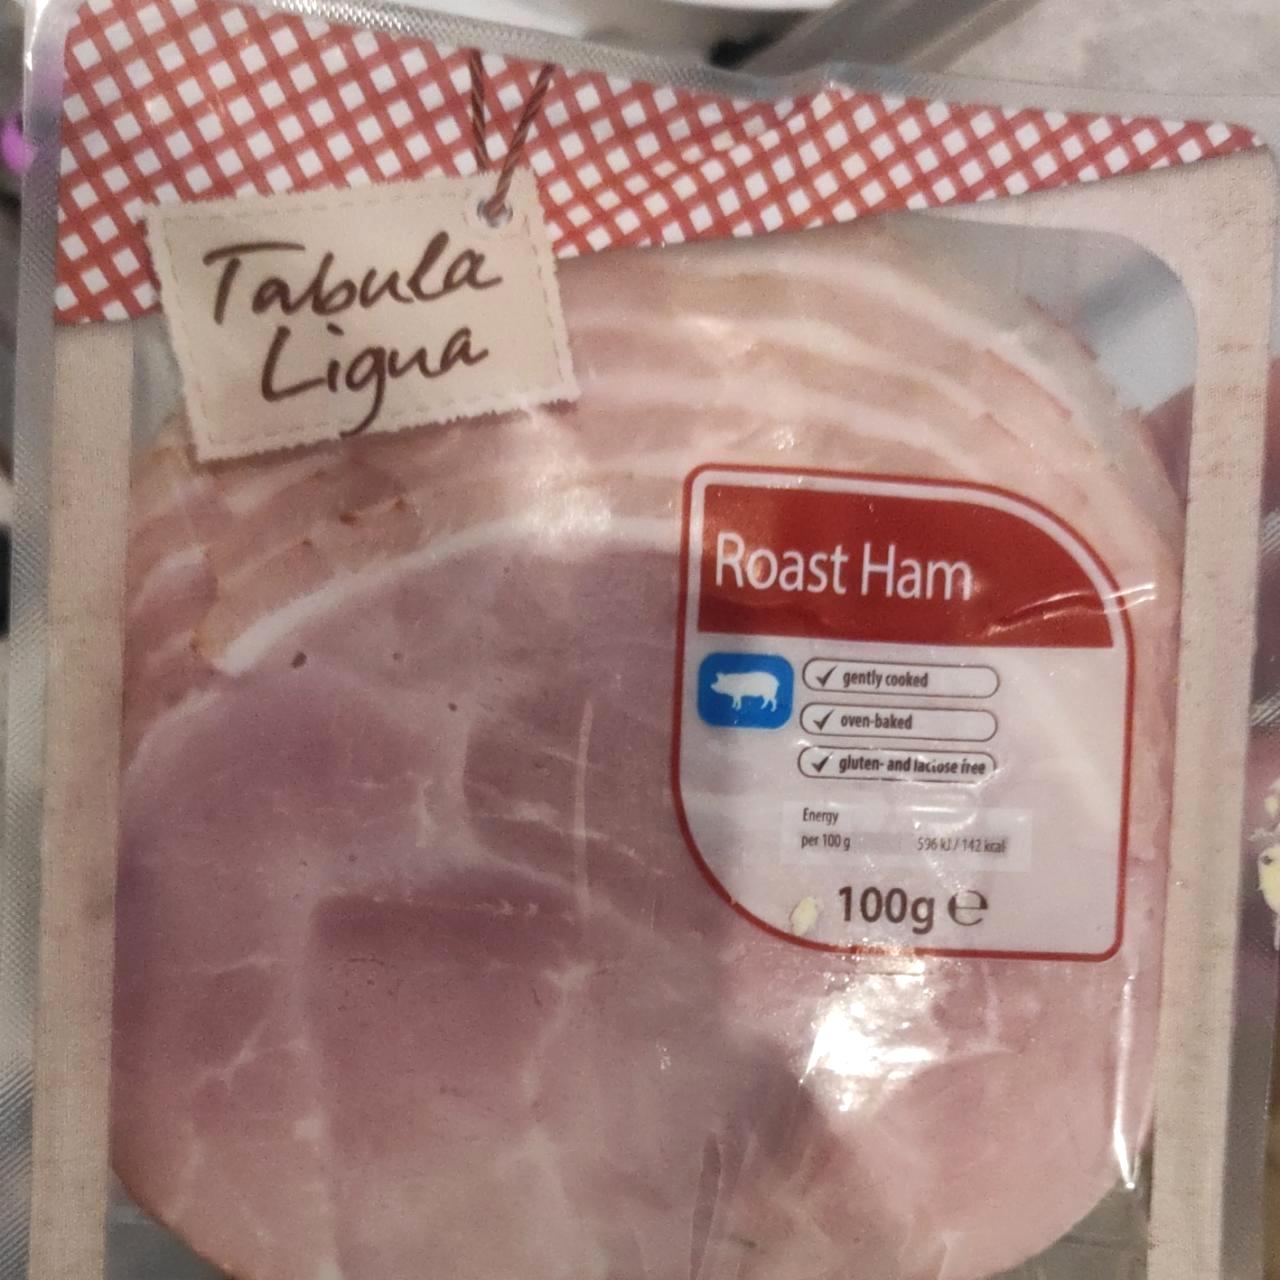 Tabula
Ligna
Roast Ham
gently cooked
oven-baked
gluten- and lactose free
Energy
per 100 g 596 kJ / 142 kcal
100g ℮